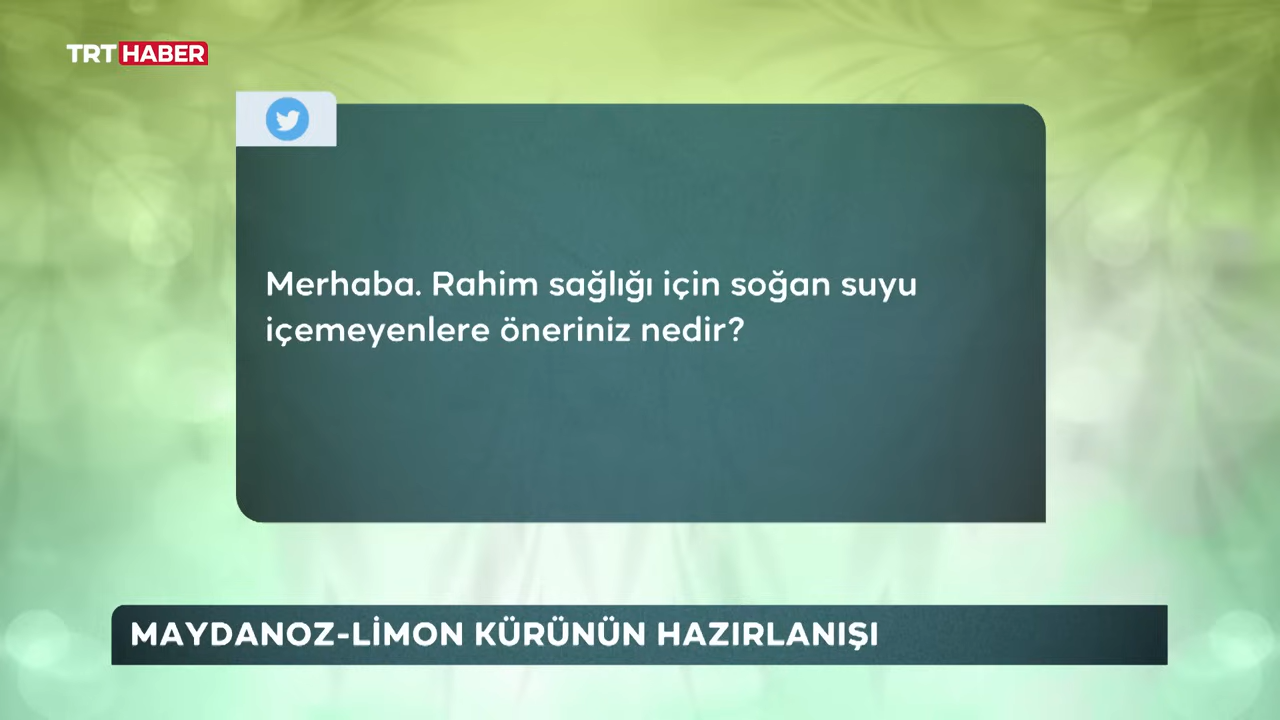 TRT HABER
Merhaba. Rahim sağlığı için soğan suyu
içemeyenlere öneriniz nedir?
MAYDANOZ-LİMON KÜRÜNÜN HAZIRLANIŞI